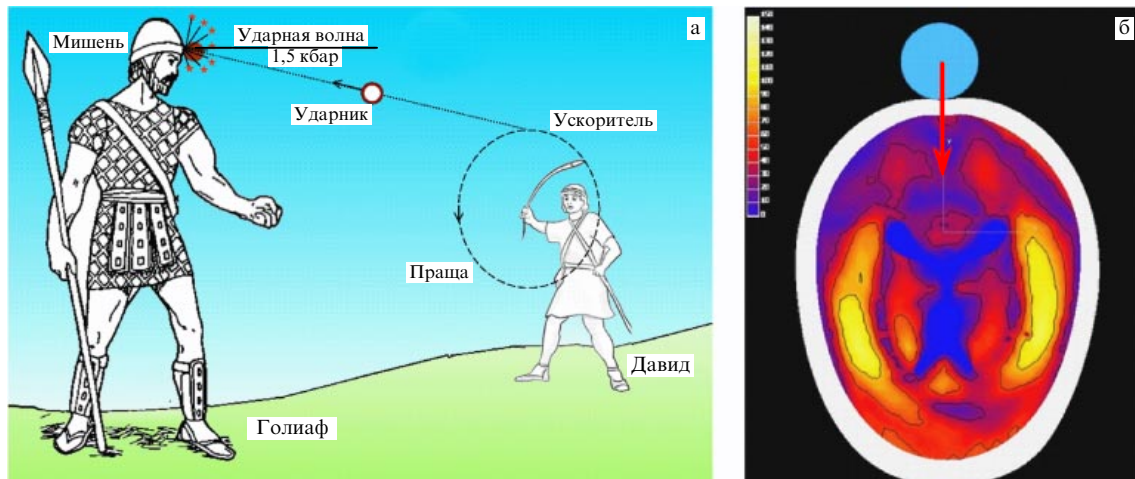 а
Мишень
Ударная волна
1,5 кбар
Ударник
Ускоритель
Праща
Давид
Голиаф
б